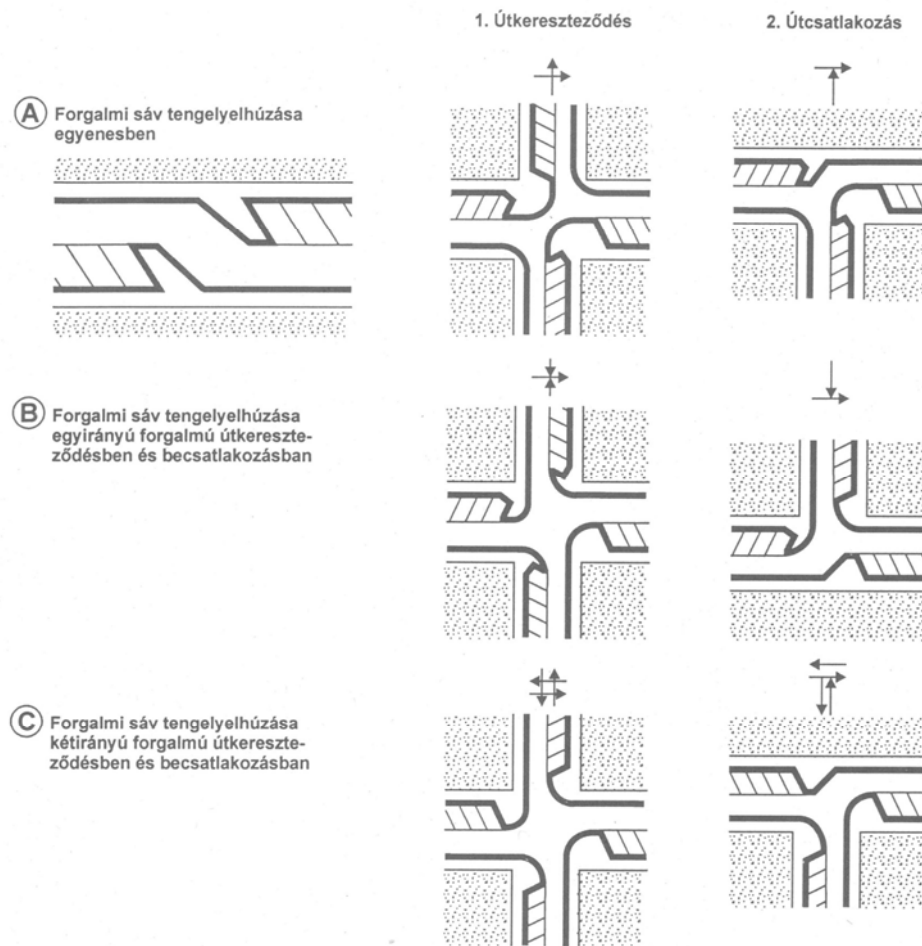 1. Útkereszteződés
2. Útcsatlakozás
A Forgalmi sáv tengelyelhúzása
egyenesben
B Forgalmi sáv tengelyelhúzása
egyirányú forgalmú útkereszte-
ződésben és becsatlakozásban
C Forgalmi sáv tengelyelhúzása
kétirányú forgalmú útkereszte-
ződésben és becsatlakozásban